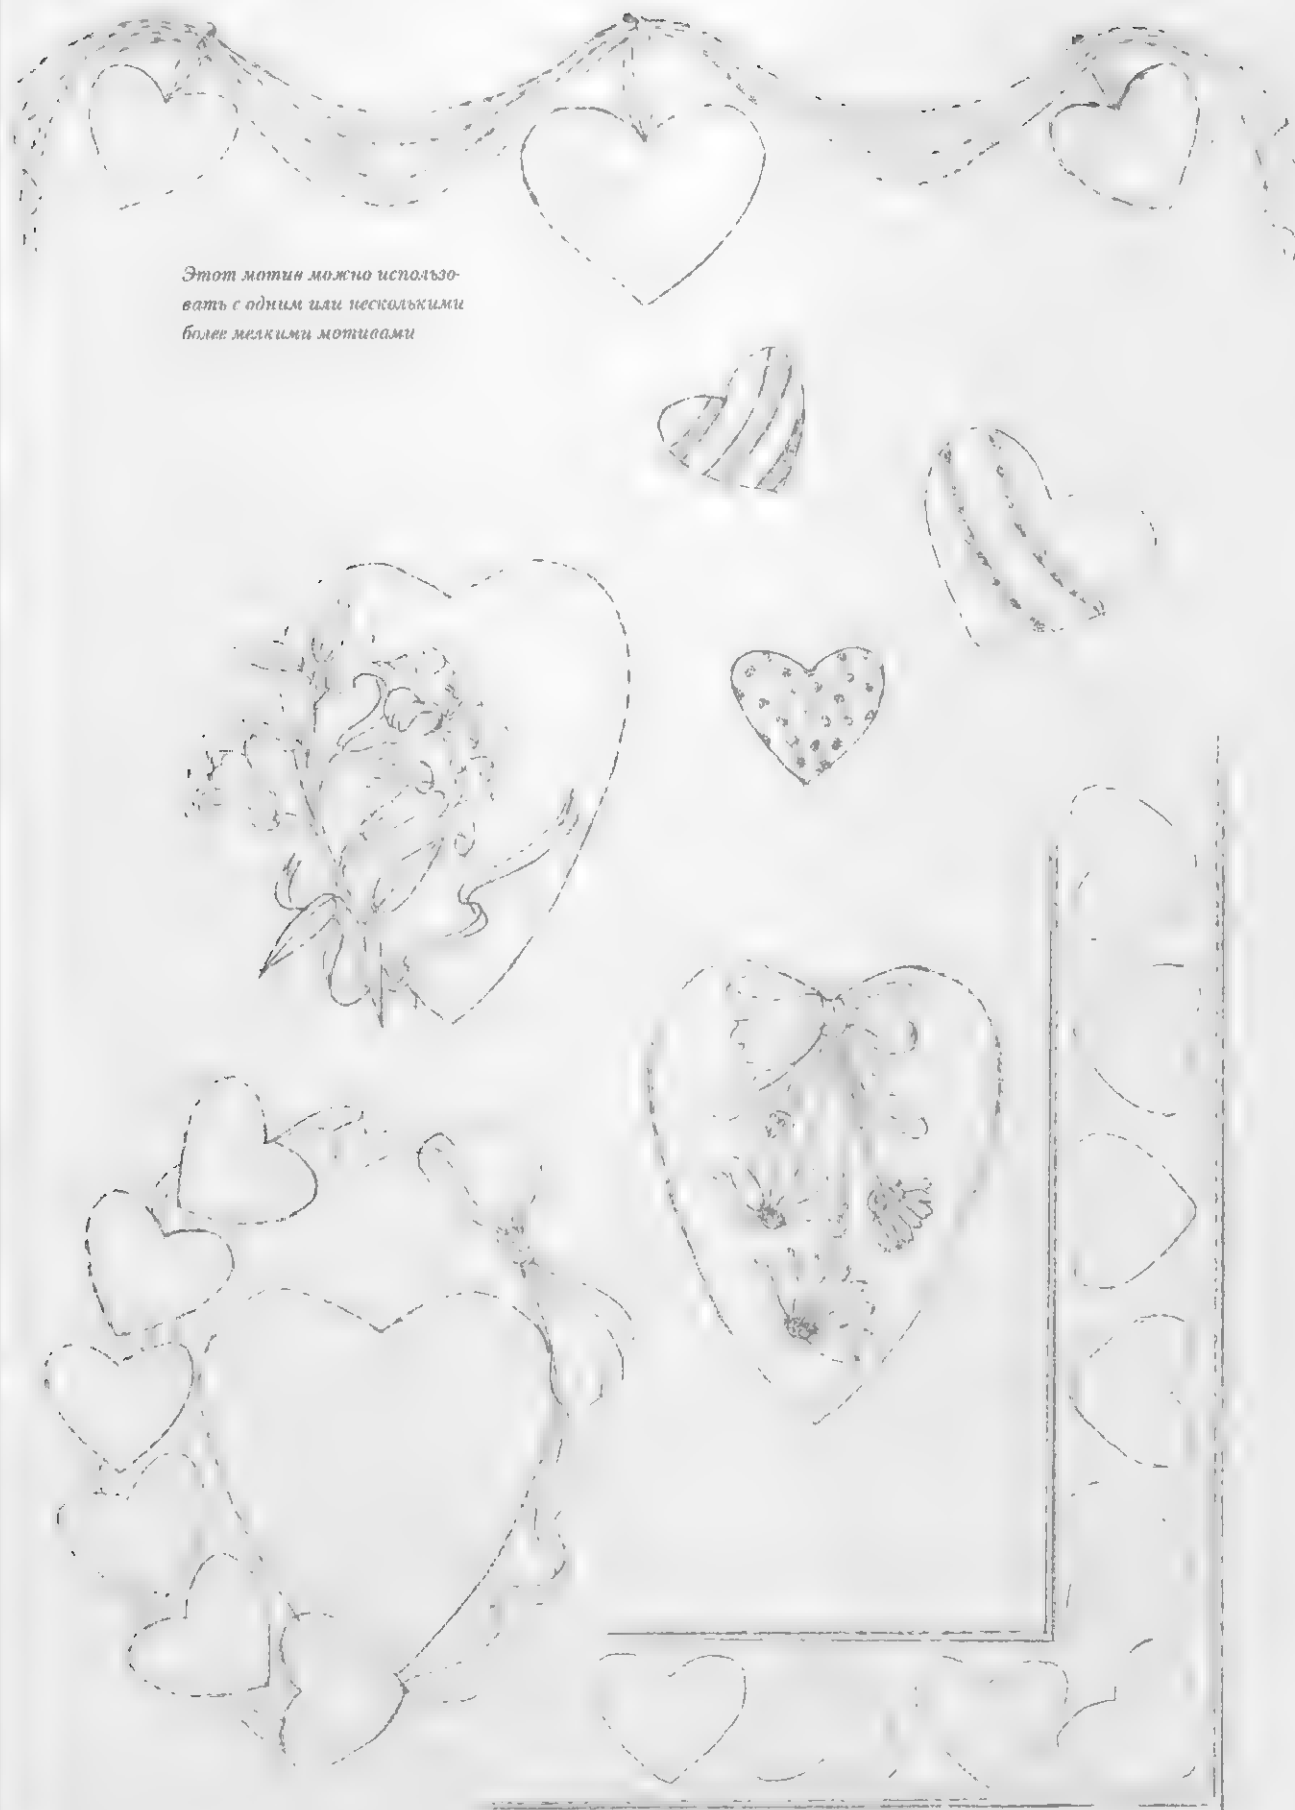 Этот мотив можно использо-
вать с одним или несколькими
более мелкими мотивами